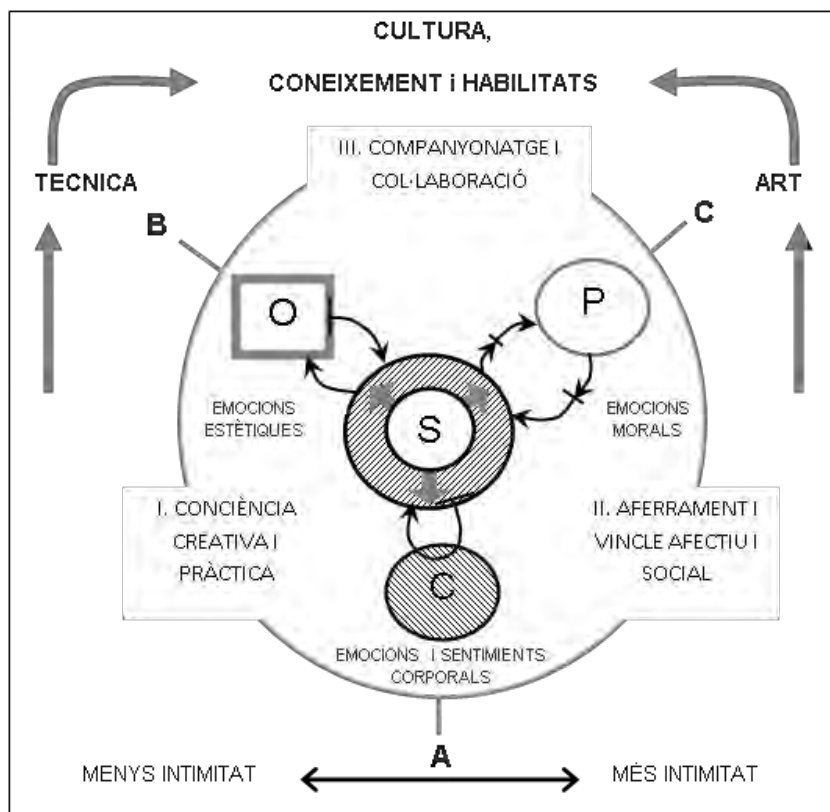 CULTURA,
CONEIXEMENT i HABILITATS
III. COMPANYONATGE I
COL·LABORACIÓ
TECNICA
ART
B
C
O
P
S
EMOCIONS
ESTÈTIQUES
EMOCIONS
MORALS
I. CONCIÈNCIA
CREATIVA I
PRÀCTICA
II. AFERRAMENT I
VINCLE AFECTIU I
SOCIAL
C
EMOCIONS I SENTIMENTS
CORPORALS
A
MENYS INTIMITAT
MÉS INTIMITAT